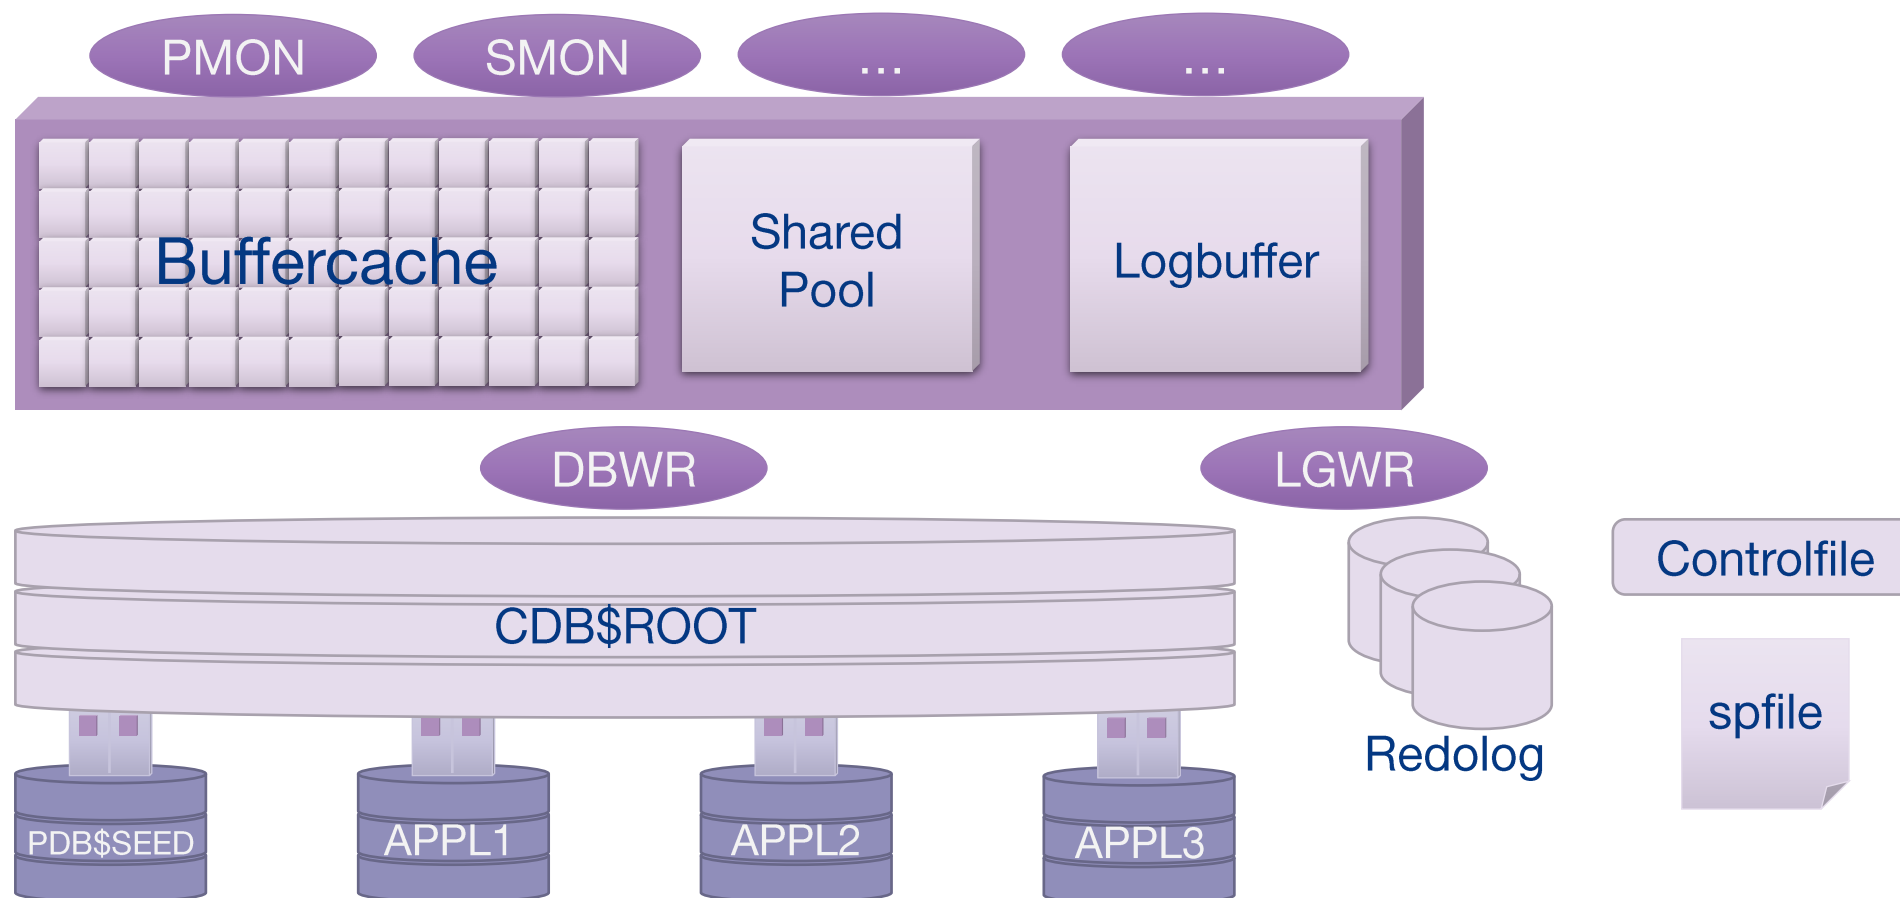 PMON
SMON
...
...
Buffercache
Shared
Pool
Logbuffer
DBWR
LGWR
CDB$ROOT
Controlfile
spfile
Redolog
PDB$SEED
APPL1
APPL2
APPL3